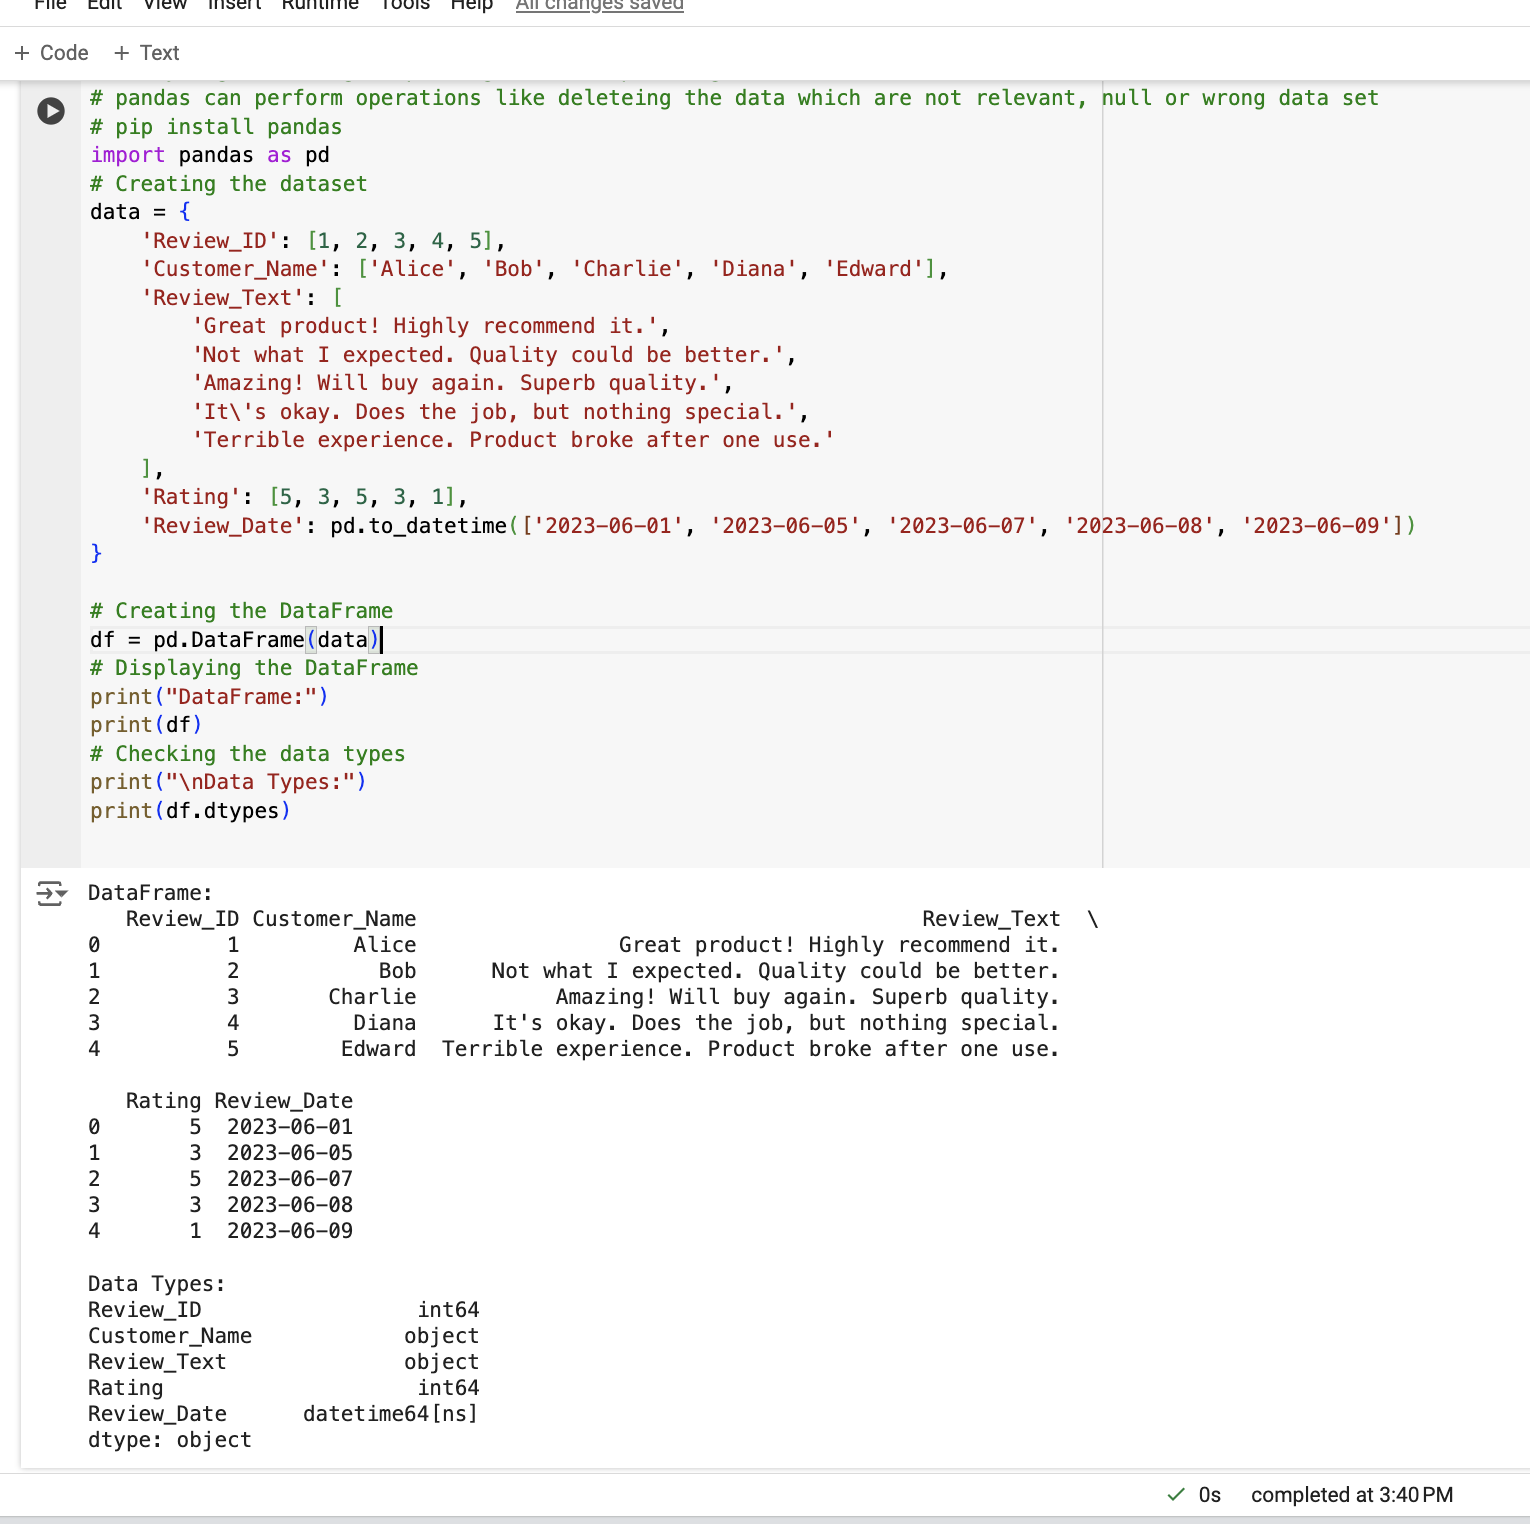 File Edit View Insert Runtime Tools Help All changes saved
+ Code + Text
# pandas can perform operations like deleteing the data which are not relevant, null or wrong data set
# pip install pandas
import pandas as pd
# Creating the dataset
data = {
    'Review_ID': [1, 2, 3, 4, 5],
    'Customer_Name': ['Alice', 'Bob', 'Charlie', 'Diana', 'Edward'],
    'Review_Text': [
        'Great product! Highly recommend it.',
        'Not what I expected. Quality could be better.',
        'Amazing! Will buy again. Superb quality.',
        'It\'s okay. Does the job, but nothing special.',
        'Terrible experience. Product broke after one use.'
    ],
    'Rating': [5, 3, 5, 3, 1],
    'Review_Date': pd.to_datetime(['2023-06-01', '2023-06-05', '2023-06-07', '2023-06-08', '2023-06-09'])
}
# Creating the DataFrame
df = pd.DataFrame(data)
# Displaying the DataFrame
print("DataFrame:")
print(df)
# Checking the data types
print("\nData Types:")
print(df.dtypes)
DataFrame:
   Review_ID Customer_Name                                        Review_Text  \
0          1         Alice                Great product! Highly recommend it.
1          2           Bob      Not what I expected. Quality could be better.
2          3       Charlie           Amazing! Will buy again. Superb quality.
3          4         Diana      It's okay. Does the job, but nothing special.
4          5        Edward  Terrible experience. Product broke after one use.
   Rating Review_Date
0       5  2023-06-01
1       3  2023-06-05
2       5  2023-06-07
3       3  2023-06-08
4       1  2023-06-09
Data Types:
Review_ID                 int64
Customer_Name            object
Review_Text              object
Rating                    int64
Review_Date      datetime64[ns]
dtype: object
0s completed at 3:40 PM